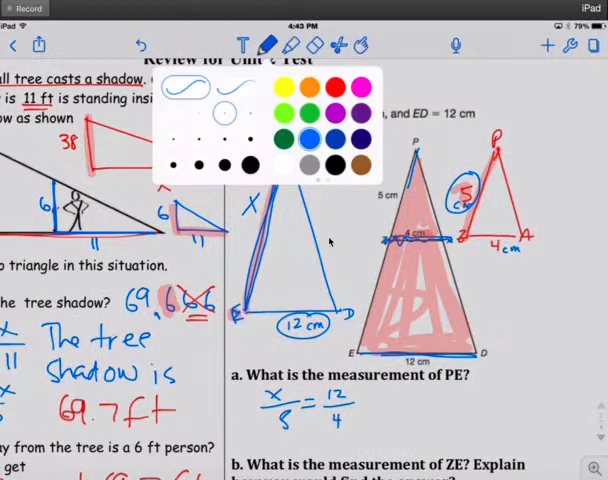 Record
iPad
iPad
4:43 PM
79%
T
Review for Unit Test
all tree casts a shadow.
is 11 ft is standing insi
ow as shown
38
6
11
6
11
o triangle in this situation.
the tree shadow?
69.666
x
11
The tree
shadow is
69.7 ft
ay from the tree is a 6 ft person?
get
, and ED = 12 cm
X
E
D
12 cm
P
5 cm
4 cm
E
D
12 cm
P
5
cm
Z
A
4 cm
a. What is the measurement of PE?
x/5 = 12/4
b. What is the measurement of ZE? Explain